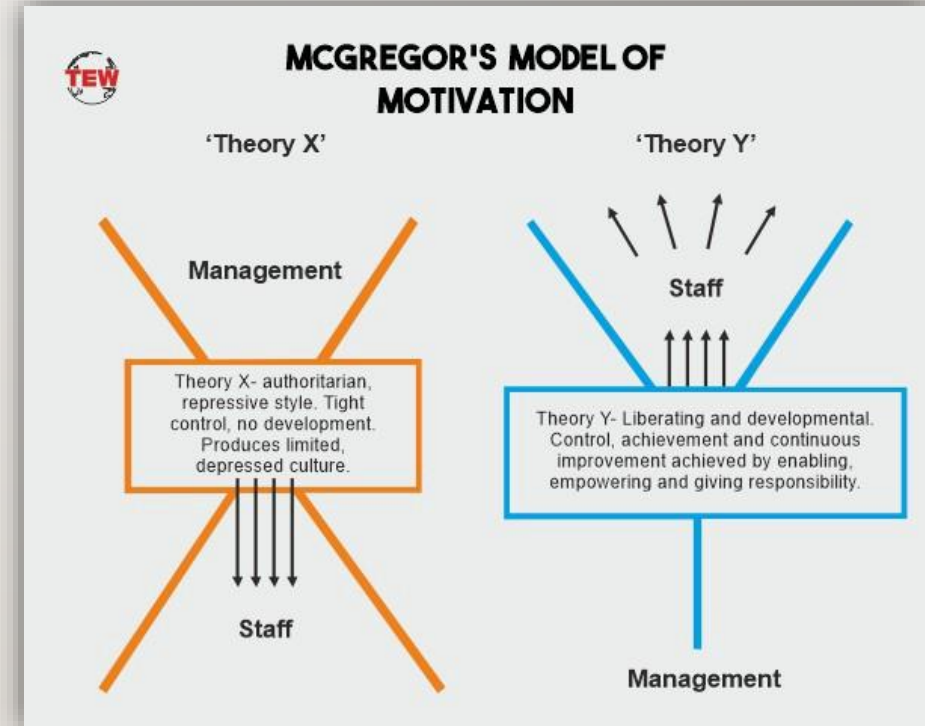 TEW
MCGREGOR'S MODEL OF
MOTIVATION
‘Theory X’
Management
Theory X- authoritarian,
repressive style. Tight
control, no development.
Produces limited,
depressed culture.
Staff
‘Theory Y’
Staff
Theory Y- Liberating and developmental.
Control, achievement and continuous
improvement achieved by enabling,
empowering and giving responsibility.
Management